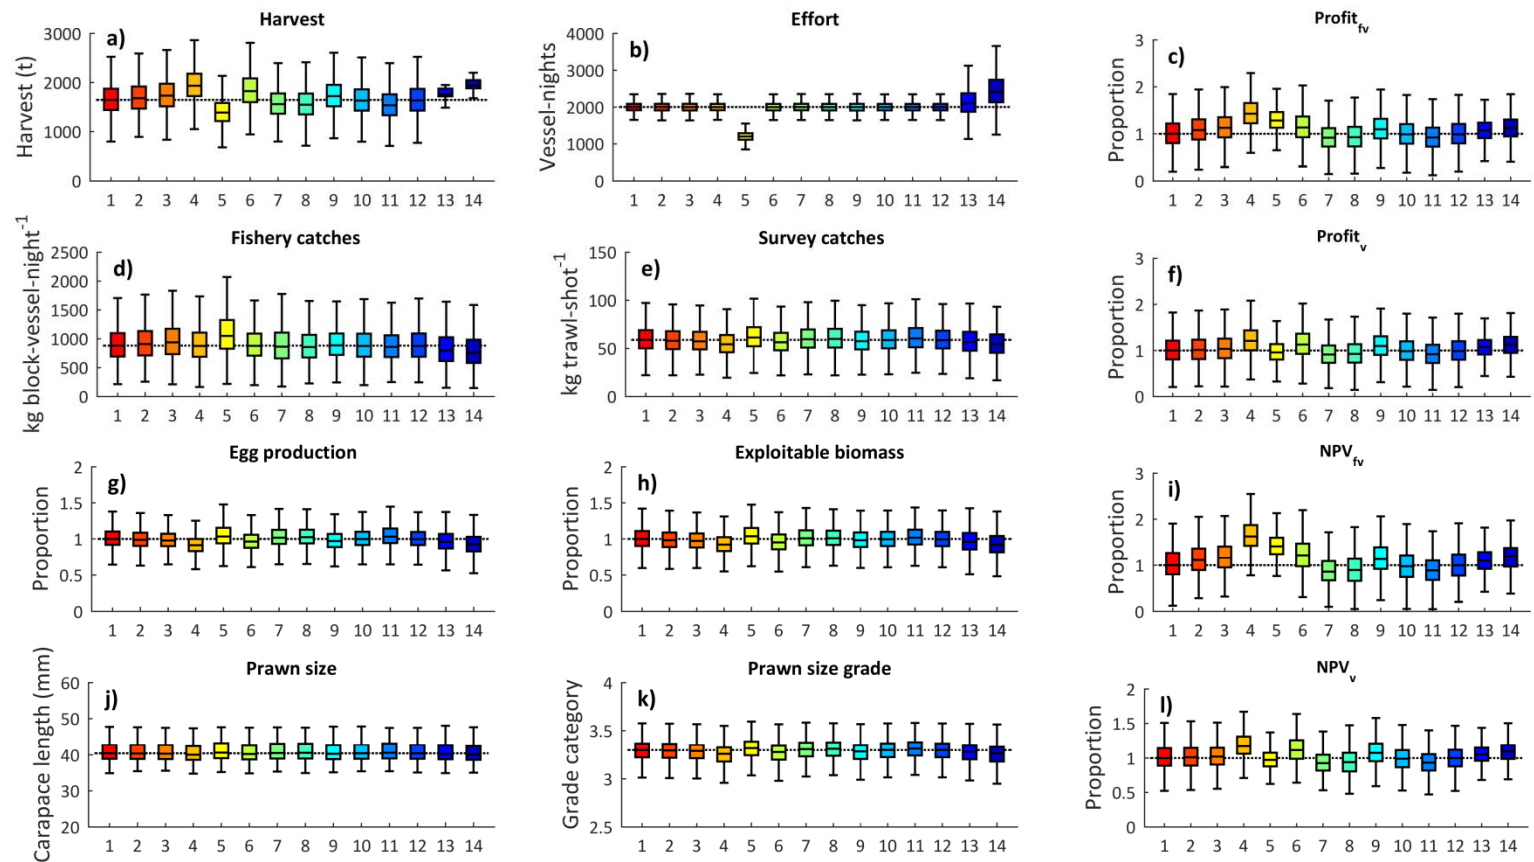 Harvest
a)
Harvest (t)
3000
2000
1000
0
1 2 3 4 5 6 7 8 9 10 11 12 13 14
Effort
b)
Vessel-nights
4000
3000
2000
1000
0
1 2 3 4 5 6 7 8 9 10 11 12 13 14
Profit_fv
c)
Proportion
3
2
1
0
1 2 3 4 5 6 7 8 9 10 11 12 13 14
Fishery catches
d)
kg block-vessel-night⁻¹
2500
2000
1500
1000
500
0
1 2 3 4 5 6 7 8 9 10 11 12 13 14
Survey catches
e)
kg trawl-shot⁻¹
150
100
50
0
1 2 3 4 5 6 7 8 9 10 11 12 13 14
Profit_v
f)
Proportion
3
2
1
0
1 2 3 4 5 6 7 8 9 10 11 12 13 14
Egg production
g)
Proportion
2
1.5
1
0.5
0
1 2 3 4 5 6 7 8 9 10 11 12 13 14
Exploitable biomass
h)
Proportion
2
1.5
1
0.5
0
1 2 3 4 5 6 7 8 9 10 11 12 13 14
NPV_fv
i)
Proportion
3
2
1
0
1 2 3 4 5 6 7 8 9 10 11 12 13 14
Prawn size
j)
Carapace length (mm)
60
50
40
30
20
1 2 3 4 5 6 7 8 9 10 11 12 13 14
Prawn size grade
k)
Grade category
4
3.5
3
2.5
1 2 3 4 5 6 7 8 9 10 11 12 13 14
NPV_v
l)
Proportion
2
1.5
1
0.5
0
1 2 3 4 5 6 7 8 9 10 11 12 13 14